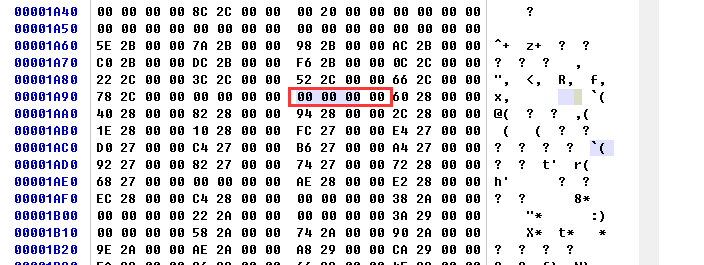 00001A40 00 00 00 00 8C 2C 00 00 00 20 00 00 00 00 00 00 ?
00001A50 00 00 00 00 00 00 00 00 00 00 00 00 00 00 00 00
00001A60 5E 2B 00 00 7A 2B 00 00 98 2B 00 00 AC 2B 00 00 ^+ z+ ? ?
00001A70 C0 2B 00 00 DC 2B 00 00 F6 2B 00 00 0C 2C 00 00 ? ? ? ,
00001A80 22 2C 00 00 3C 2C 00 00 52 2C 00 00 66 2C 00 00 ", <, R, f,
00001A90 78 2C 00 00 00 00 00 00 00 00 00 00 60 28 00 00 x, `(
00001AA0 40 28 00 00 82 28 00 00 94 28 00 00 2C 28 00 00 @( ? ? ,(
00001AB0 1E 28 00 00 10 28 00 00 FC 27 00 00 E4 27 00 00 ( ( ? ?
00001AC0 D0 27 00 00 C4 27 00 00 B6 27 00 00 A4 27 00 00 ? ? ? ? `(
00001AD0 92 27 00 00 82 27 00 00 74 27 00 00 72 28 00 00 ? ? t' r(
00001AE0 68 27 00 00 00 00 00 00 AE 28 00 00 E2 28 00 00 h' ? ?
00001AF0 EC 28 00 00 C4 28 00 00 00 00 00 00 38 2A 00 00 ? ? 8*
00001B00 00 00 00 00 22 2A 00 00 00 00 00 00 3A 29 00 00 "* :)
00001B10 00 00 00 00 58 2A 00 00 74 2A 00 00 90 2A 00 00 X* t* *
00001B20 9E 2A 00 00 AE 2A 00 00 A8 29 00 00 CA 29 00 00 ? ? ? ?